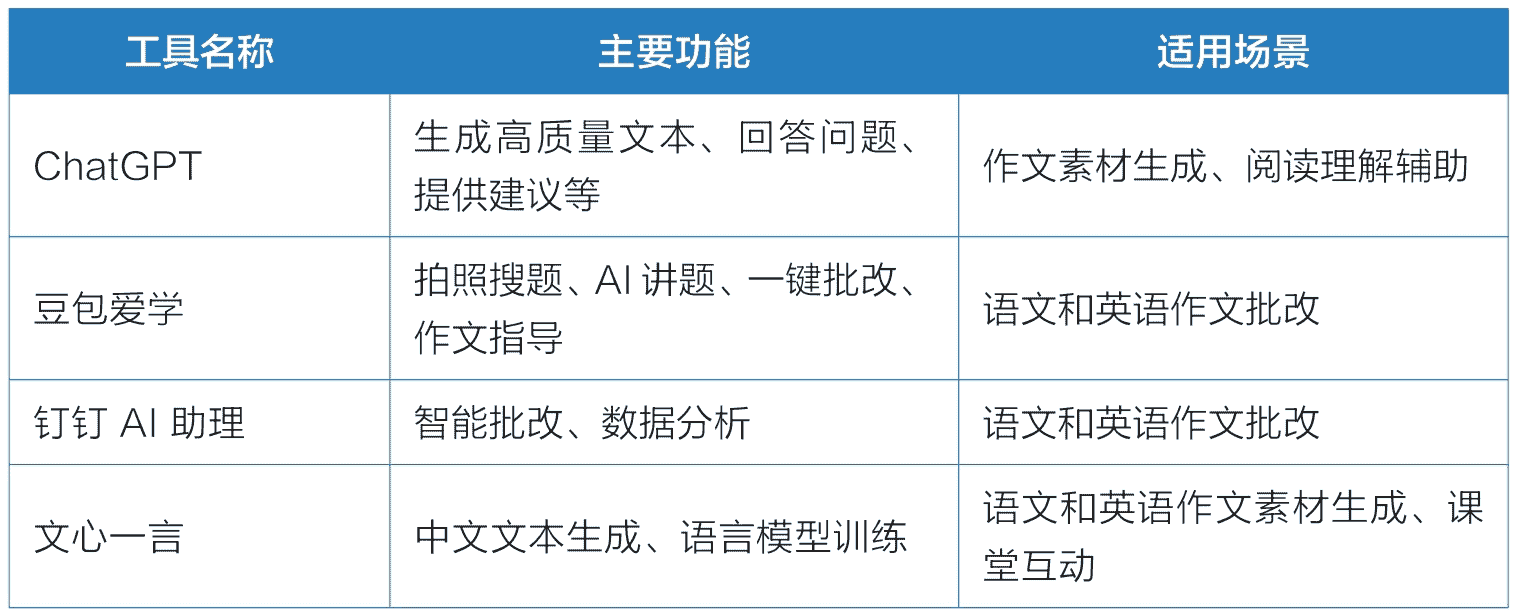 工具名称 主要功能 适用场景
ChatGPT
生成高质量文本、回答问题、
提供建议等
作文素材生成、阅读理解辅助
豆包爱学
拍照搜题、AI 讲题、一键批改、
作文指导
语文和英语作文批改
钉钉 AI 助理
智能批改、数据分析
语文和英语作文批改
文心一言
中文文本生成、语言模型训练
语文和英语作文素材生成、课
堂互动